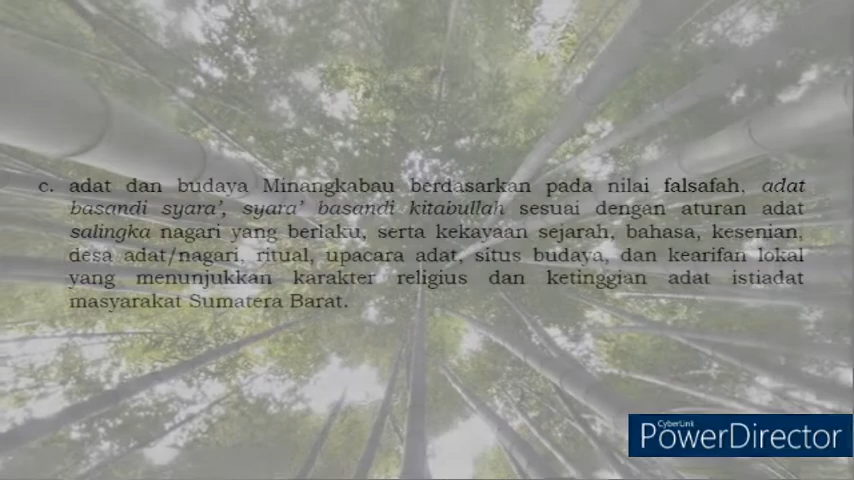 c. adat dan budaya Minangkabau berdasarkan pada nilai falsafah, adat
basandi syara', syara' basandi kitabullah sesuai dengan aturan adat
salingka nagari yang berlaku, serta kekayaan sejarah, bahasa, kesenian,
desa adat/nagari, ritual, upacara adat, situs budaya, dan kearifan lokal
yang menunjukkan karakter religius dan ketinggian adat istiadat
masyarakat Sumatera Barat.
CyberLink
PowerDirector